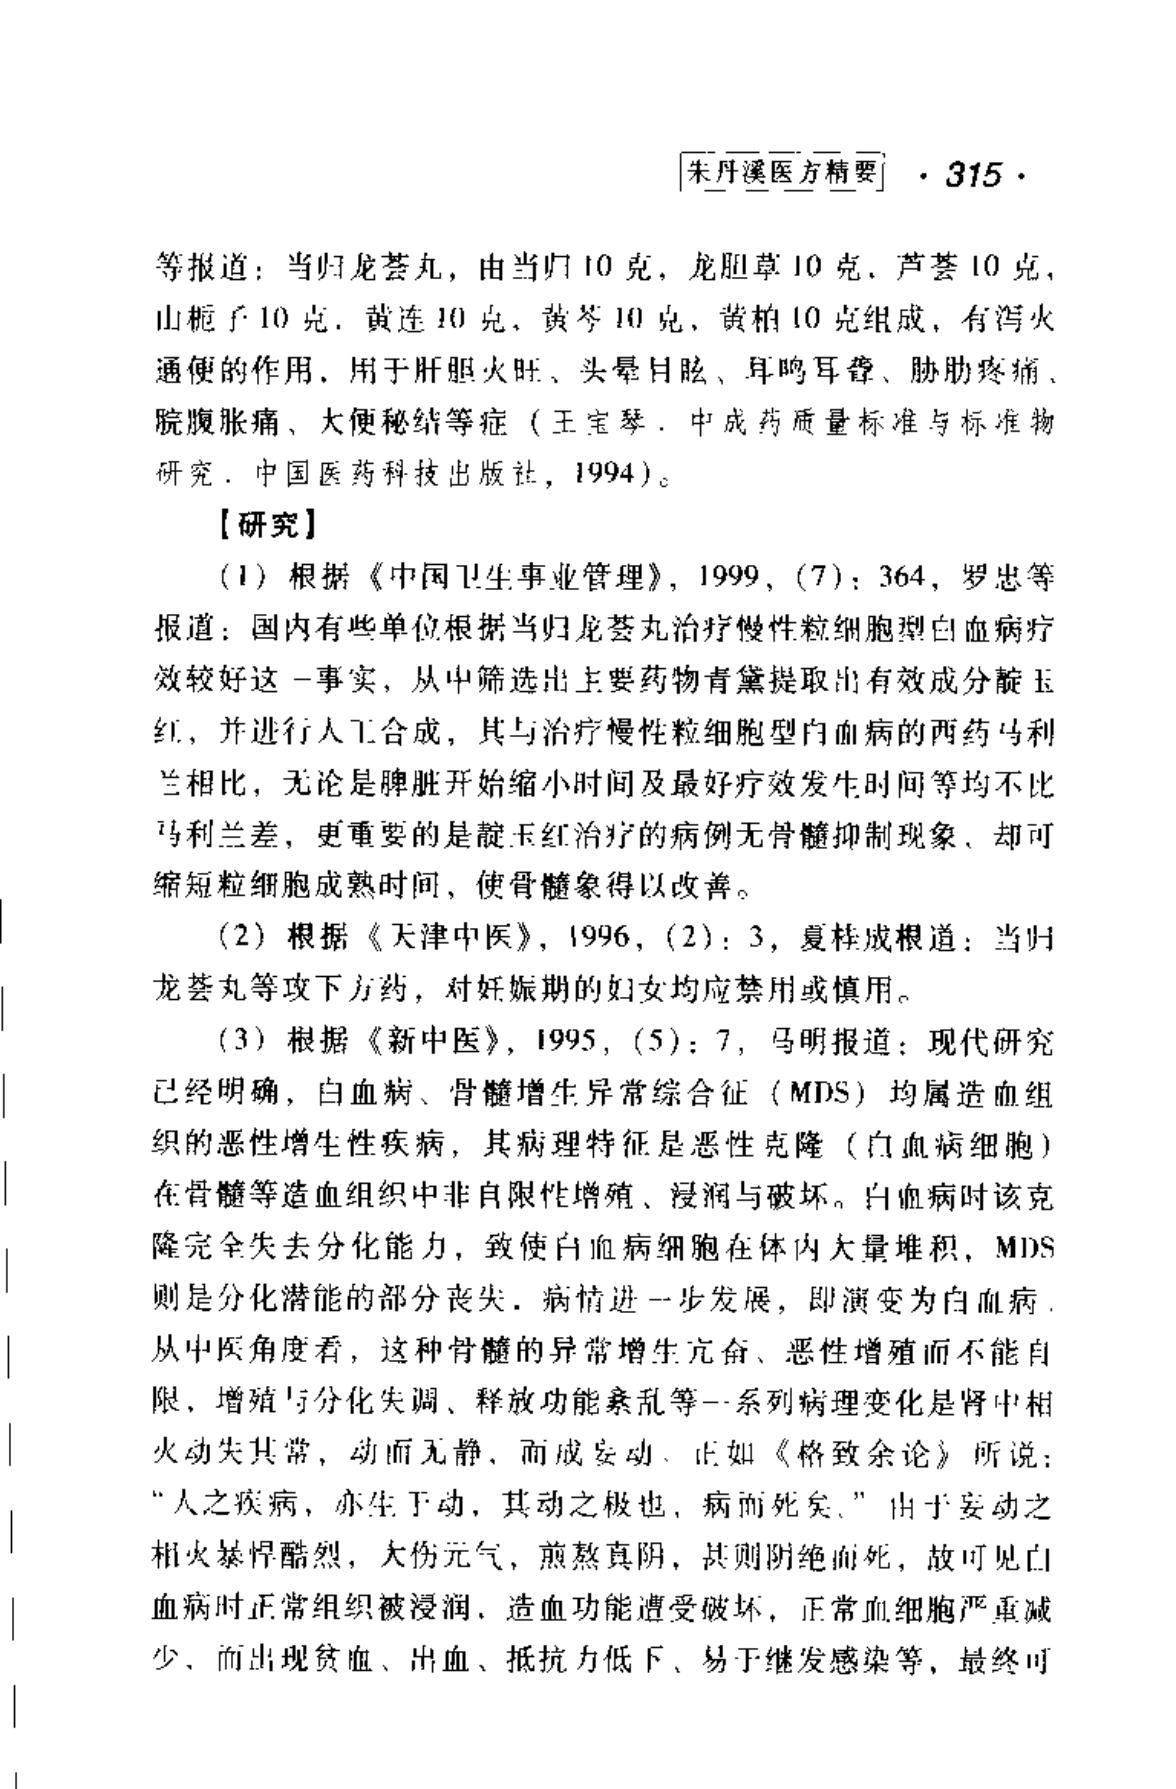 朱丹溪医方精要 · 315 ·
等报道：当归龙荟丸，由当归10克，龙胆草10克，芦荟10克，
山栀子10克，黄连10克，黄芩10克，黄柏10克组成，有泻火
通便的作用，用于肝胆火旺、头晕目眩、耳鸣耳聋、胁肋疼痛、
脘腹胀痛、大便秘结等症（王宝琴．中成药质量标准与标准物
研究．中国医药科技出版社，1994）。
【研究】
（1）根据《中国卫生事业管理》，1999，（7）：364，罗忠等
报道：国内有些单位根据当归龙荟丸治疗慢性粒细胞型白血病疗
效较好这一事实，从中筛选出主要药物青黛提取出有效成分靛玉
红，并进行人工合成，其与治疗慢性粒细胞型白血病的西药马利
兰相比，无论是脾脏开始缩小时间及最好疗效发生时间等均不比
马利兰差，更重要的是靛玉红治疗的病例无骨髓抑制现象，却可
缩短粒细胞成熟时间，使骨髓象得以改善。
（2）根据《天津中医》，1996，（2）：3，夏桂成根道：当归
龙荟丸等攻下方药，对妊娠期的妇女均应禁用或慎用。
（3）根据《新中医》，1995，（5）：7，马明报道：现代研究
已经明确，白血病、骨髓增生异常综合征（MDS）均属造血组
织的恶性增生性疾病，其病理特征是恶性克隆（白血病细胞）
在骨髓等造血组织中非自限性增殖、浸润与破坏。白血病时该克
隆完全失去分化能力，致使白血病细胞在体内大量堆积，MDS
则是分化潜能的部分丧失．病情进一步发展，即演变为白血病．
从中医角度看，这种骨髓的异常增生亢奋、恶性增殖而不能自
限，增殖与分化失调、释放功能紊乱等一系列病理变化是肾中相
火动失其常，动而无静，而成妄动．正如《格致余论》所说：
“人之疾病，亦生于动，其动之极也，病而死矣．”由于妄动之
相火暴悍酷烈，大伤元气，煎熬真阴，甚则阴绝而死，故可见白
血病时正常组织被浸润，造血功能遭受破坏，正常血细胞严重减
少，而出现贫血、出血、抵抗力低下、易于继发感染等，最终可